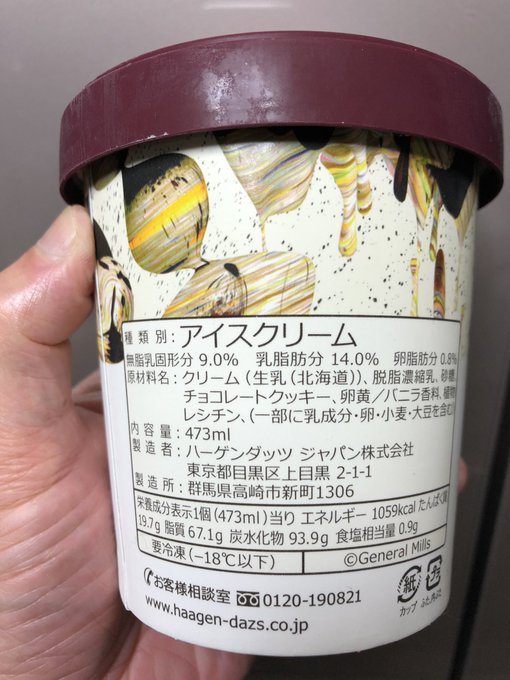 種類別：アイスクリーム
無脂乳固形分 9.0% 乳脂肪分 14.0% 卵脂肪分 0.8%
原材料名：クリーム（生乳（北海道））、脱脂濃縮乳、砂糖、
チョコレートクッキー、卵黄／バニラ香料、植物
レシチン、（一部に乳成分・卵・小麦・大豆を含む）
内容量：473ml
製造者：ハーゲンダッツ ジャパン株式会社
東京都目黒区上目黒 2-1-1
製造所：群馬県高崎市新町1306
栄養成分表示1個（473ml）当り エネルギー 1059kcal たんぱく質
19.7g 脂質 67.1g 炭水化物 93.9g 食塩相当量 0.9g
要冷凍（−18℃以下）
©General Mills
お客様相談室 0120-190821
www.haagen-dazs.co.jp
紙
カップ
プラ
ふた・内ぶた